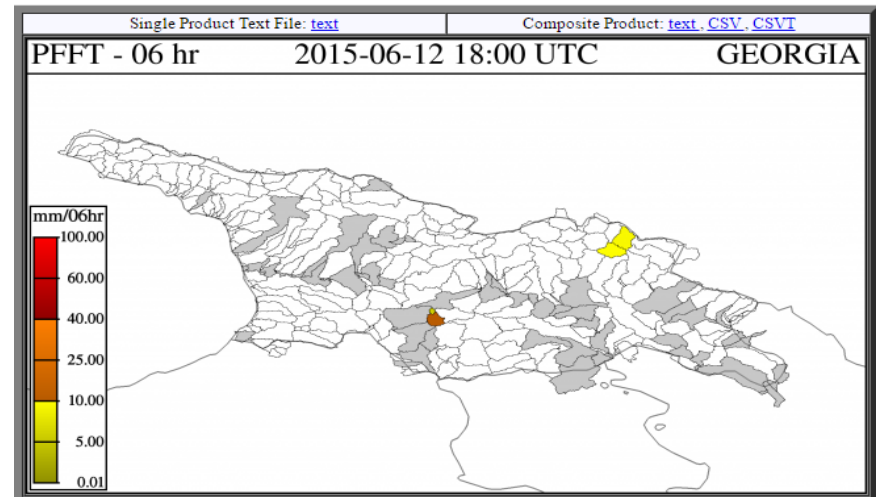 Single Product Text File: text
Composite Product: text , CSV , CSVT
PFFT - 06 hr 2015-06-12 18:00 UTC GEORGIA
mm/06hr
100.00
60.00
40.00
25.00
10.00
5.00
0.01